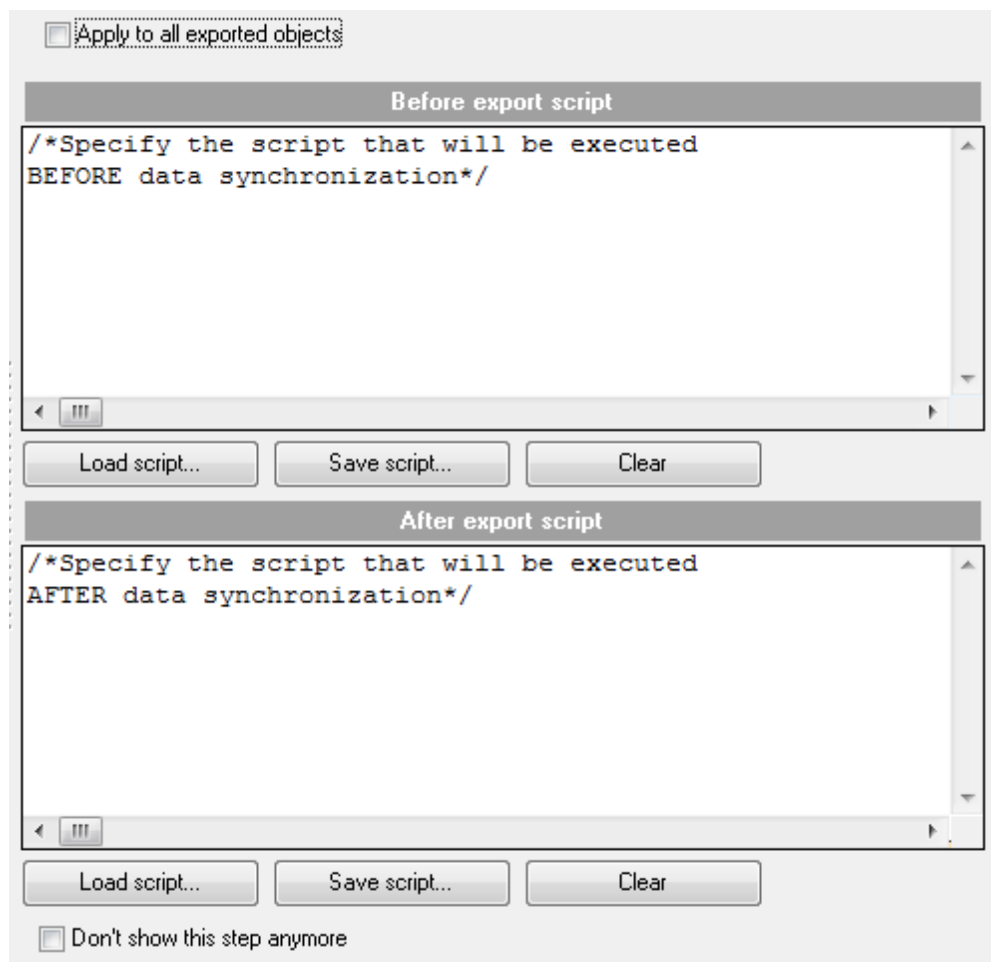 Apply to all exported objects
Before export script
/*Specify the script that will be executed
BEFORE data synchronization*/
Load script... Save script... Clear
After export script
/*Specify the script that will be executed
AFTER data synchronization*/
Load script... Save script... Clear
Don't show this step anymore